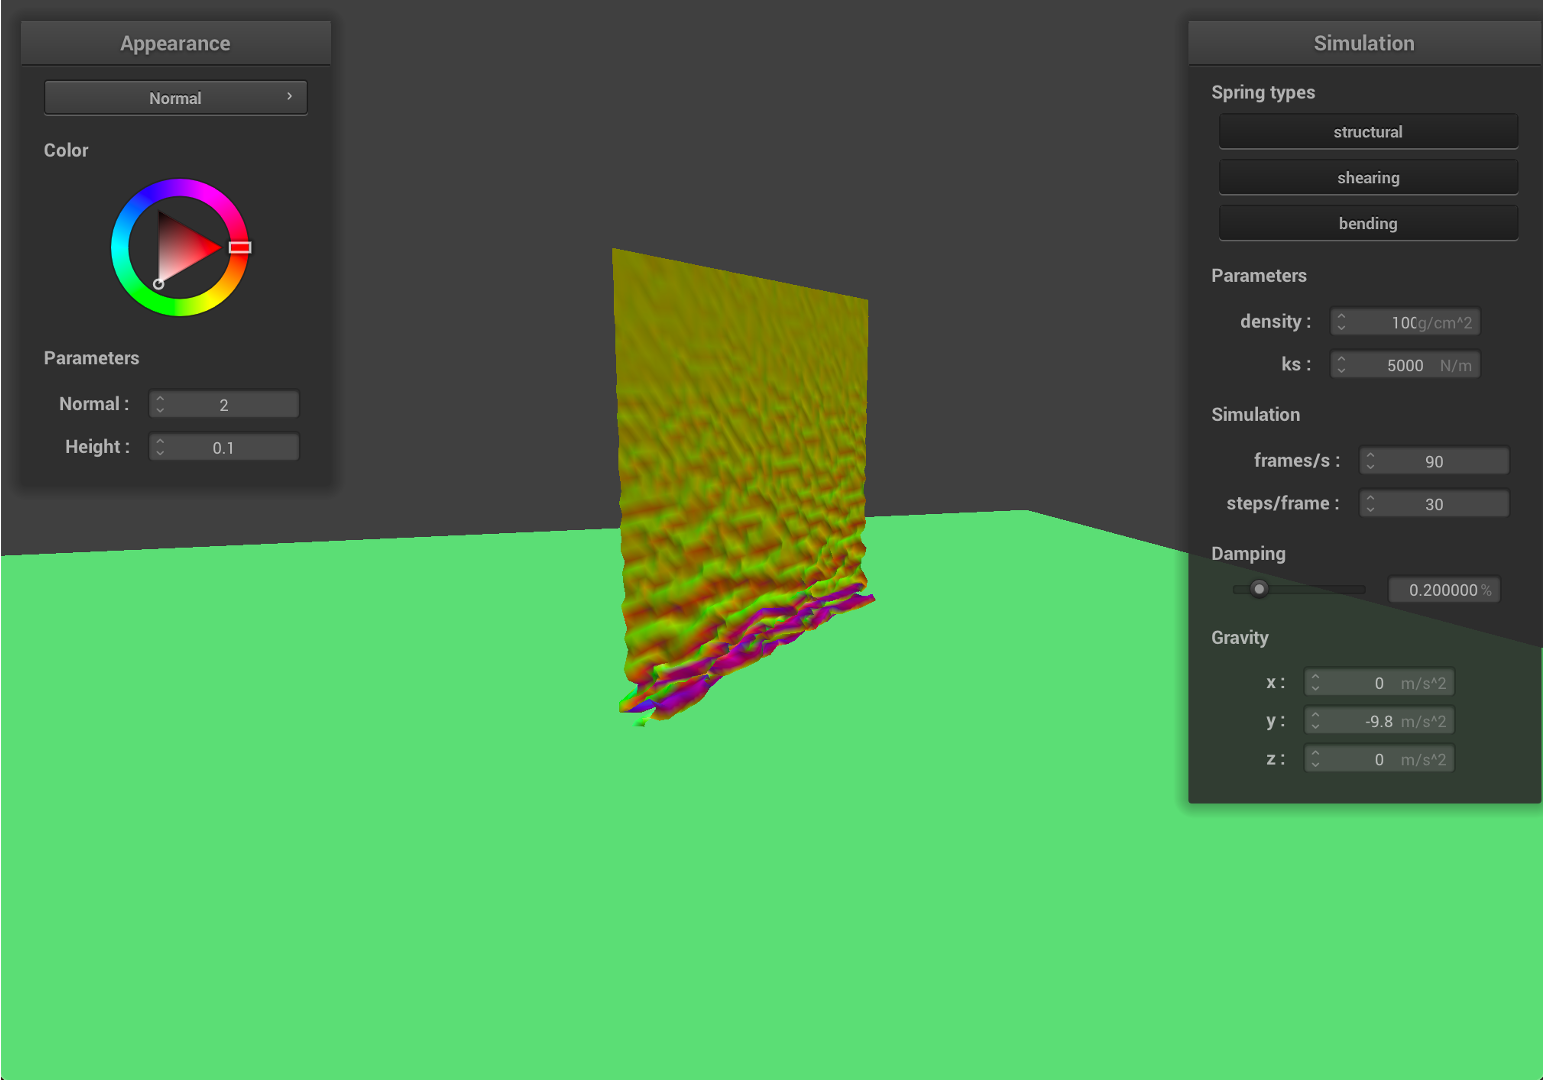 Appearance
Normal
Color
Parameters
Normal : 2
Height : 0.1
Simulation
Spring types
structural
shearing
bending
Parameters
density : 100 g/cm^2
ks : 5000 N/m
Simulation
frames/s : 90
steps/frame : 30
Damping
0.200000 %
Gravity
x : 0 m/s^2
y : -9.8 m/s^2
z : 0 m/s^2